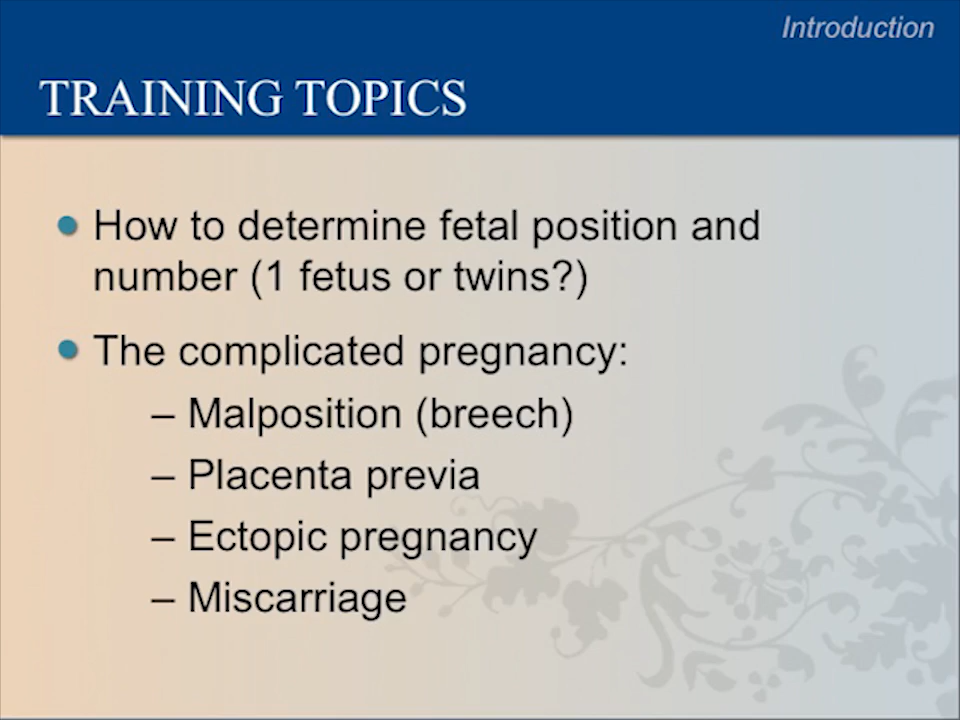 Introduction
TRAINING TOPICS
• How to determine fetal position and
number (1 fetus or twins?)
• The complicated pregnancy:
– Malposition (breech)
– Placenta previa
– Ectopic pregnancy
– Miscarriage